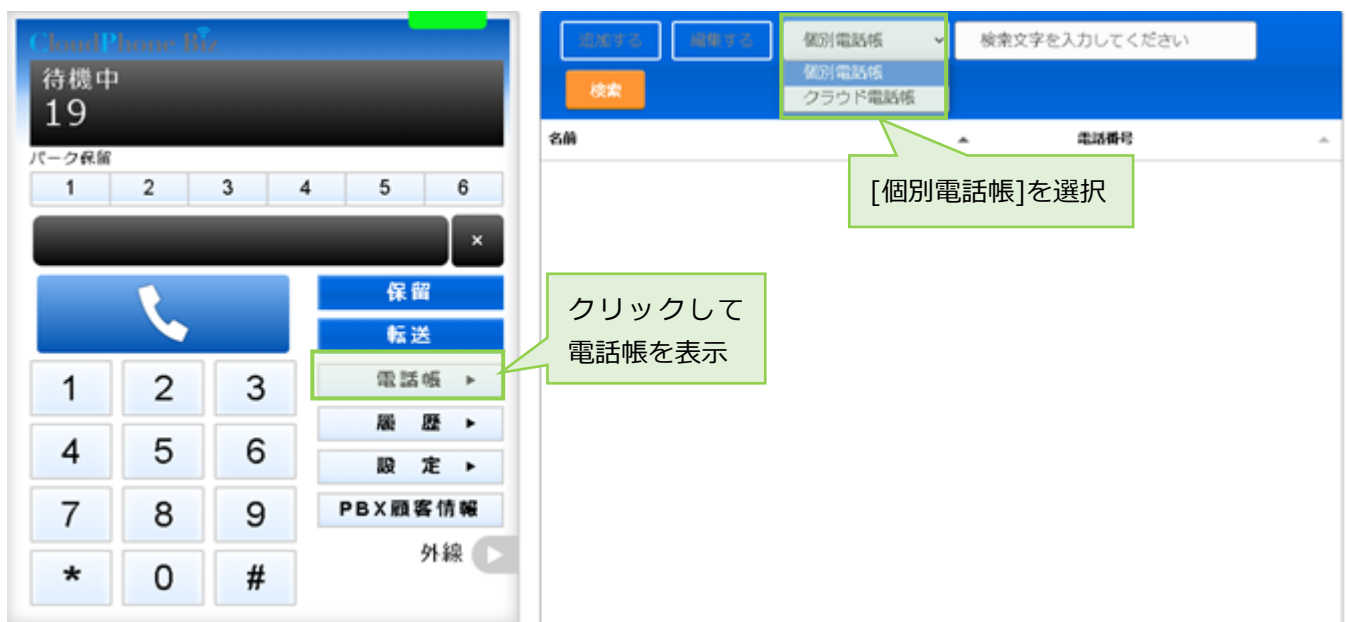 CloudPhone Biz
待機中
19
パーク保留
1 2 3 4 5 6
×
保留
転送
電話帳 ▶
履 歴 ▶
設 定 ▶
PBX顧客情報
外線
1 2 3
4 5 6
7 8 9
* 0 #
追加する 編集する 個別電話帳 検索文字を入力してください
個別電話帳
クラウド電話帳
検索
名前 電話番号
[個別電話帳]を選択
クリックして
電話帳を表示